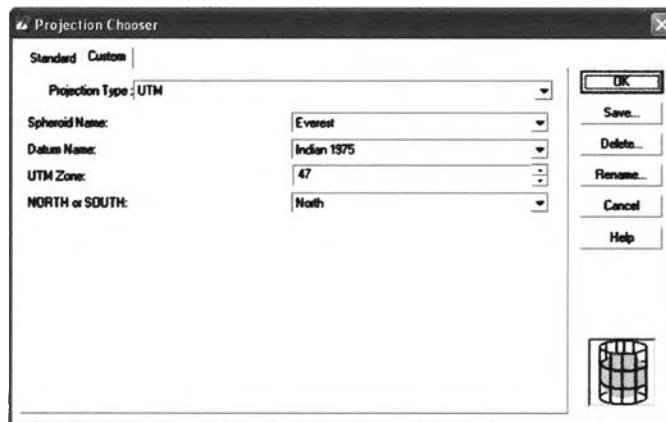 Projection Chooser
Standard Custom
Projection Type : UTM
Spheroid Name: Everest
Datum Name: Indian 1975
UTM Zone: 47
NORTH or SOUTH: North
OK
Save...
Delete...
Rename...
Cancel
Help